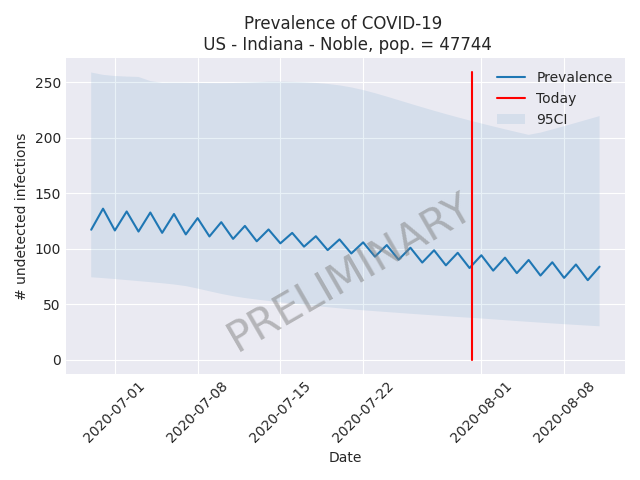 Prevalence of COVID-19
US - Indiana - Noble, pop. = 47744
Prevalence
Today
95CI
# undetected infections
250
200
150
100
50
0
PRELIMINARY
2020-07-01
2020-07-08
2020-07-15
2020-07-22
2020-08-01
2020-08-08
Date